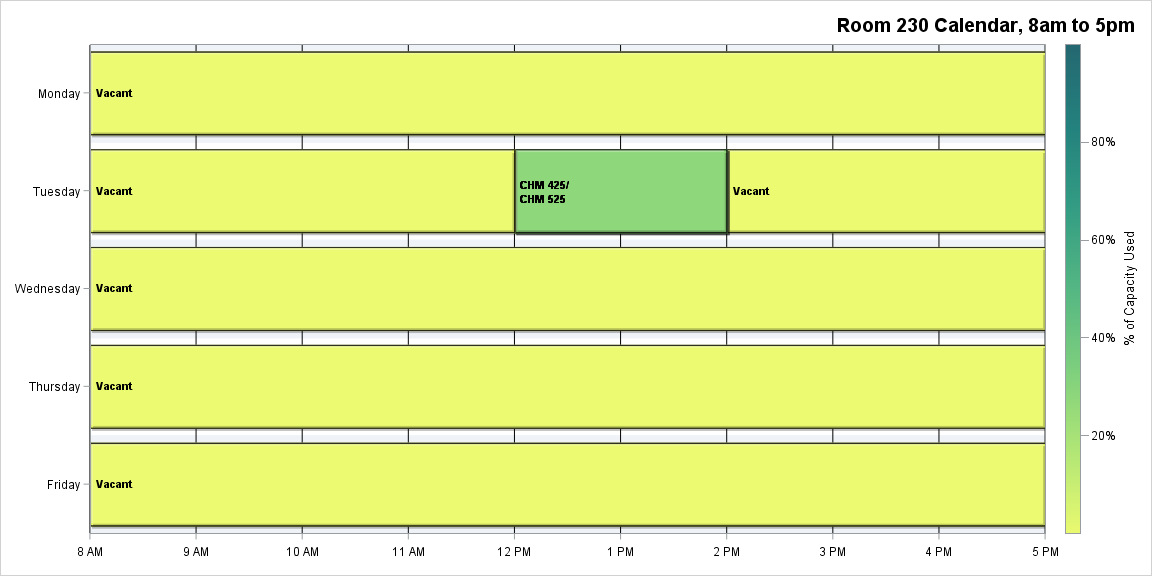 Room 230 Calendar, 8am to 5pm
Monday
Vacant
80%
Tuesday
Vacant
CHM 425/
CHM 525
Vacant
60%
% of Capacity Used
Wednesday
Vacant
40%
Thursday
Vacant
20%
Friday
Vacant
8 AM 9 AM 10 AM 11 AM 12 PM 1 PM 2 PM 3 PM 4 PM 5 PM